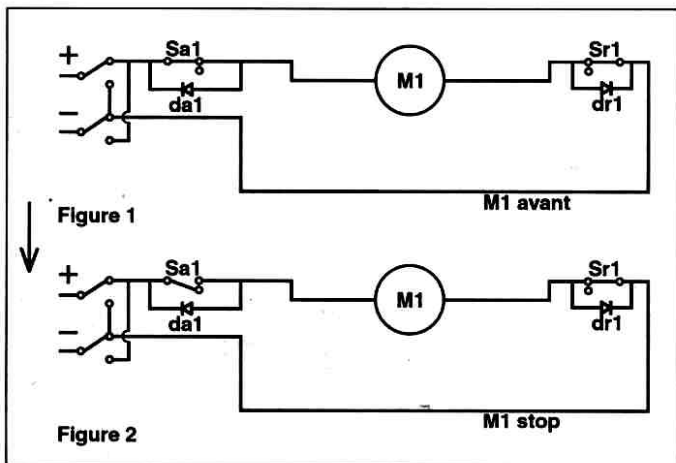 Sa1
Sr1
+
M1
−
da1
dr1
M1 avant
Figure 1
Sa1
Sr1
+
M1
−
da1
dr1
M1 stop
Figure 2